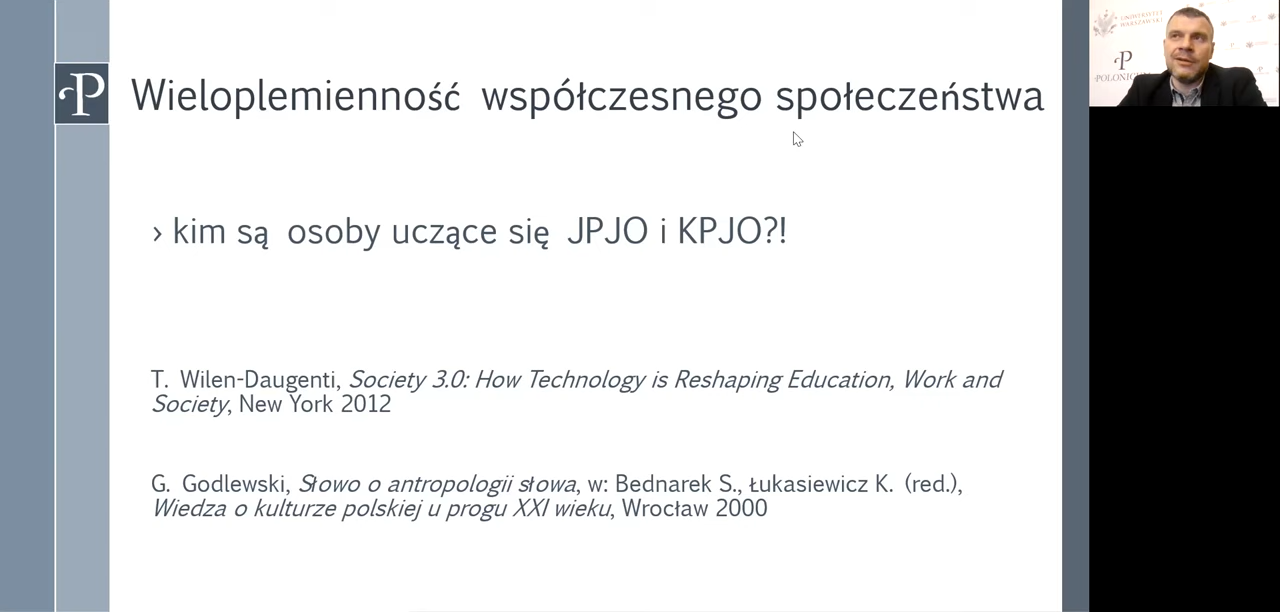 P Wieloplemienność współczesnego społeczeństwa
› kim są osoby uczące się JPJO i KPJO?!
T. Wilen-Daugenti, Society 3.0: How Technology is Reshaping Education, Work and
Society, New York 2012
G. Godlewski, Słowo o antropologii słowa, w: Bednarek S., Łukasiewicz K. (red.),
Wiedza o kulturze polskiej u progu XXI wieku, Wrocław 2000
UNIWERSYTET
WARSZAWSKI
P